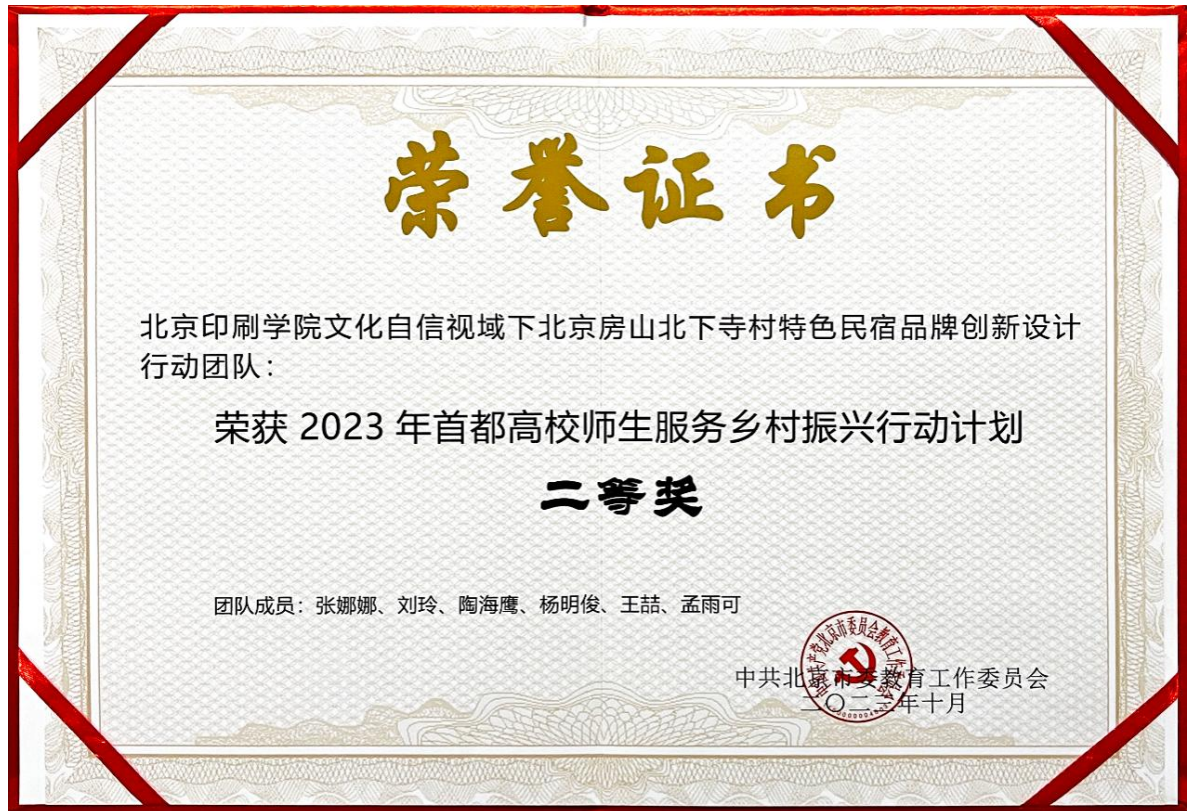 荣誉证书
北京印刷学院文化自信视域下北京房山北下寺村特色民宿品牌创新设计
行动团队：
荣获 2023 年首都高校师生服务乡村振兴行动计划
二等奖
团队成员：张娜娜、刘玲、陶海鹰、杨明俊、王喆、孟雨可
中共北京市委教育工作委员会
二〇二三年十月